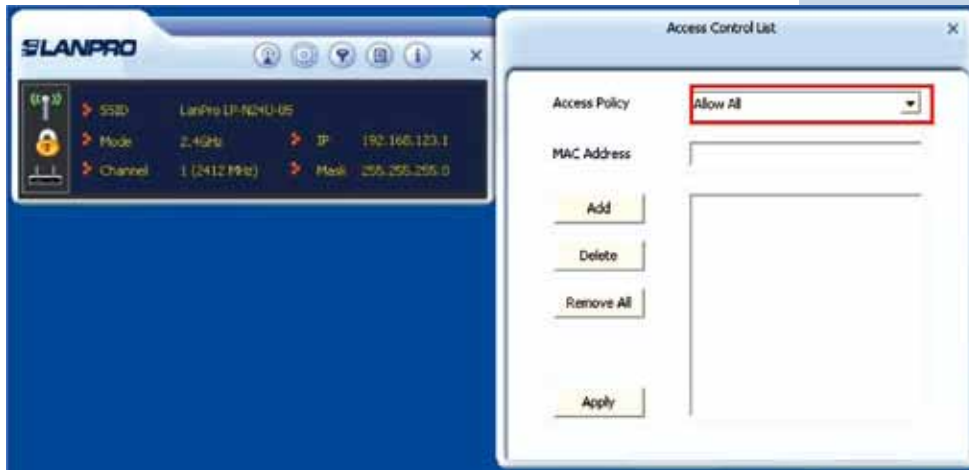 LANPRO
SSID LanPro LP-N24U-05
Mode 2.4GHz IP 192.168.123.1
Channel 1 (2412 MHz) Mask 255.255.255.0
Access Control List
Access Policy Allow All
MAC Address
Add
Delete
Remove All
Apply